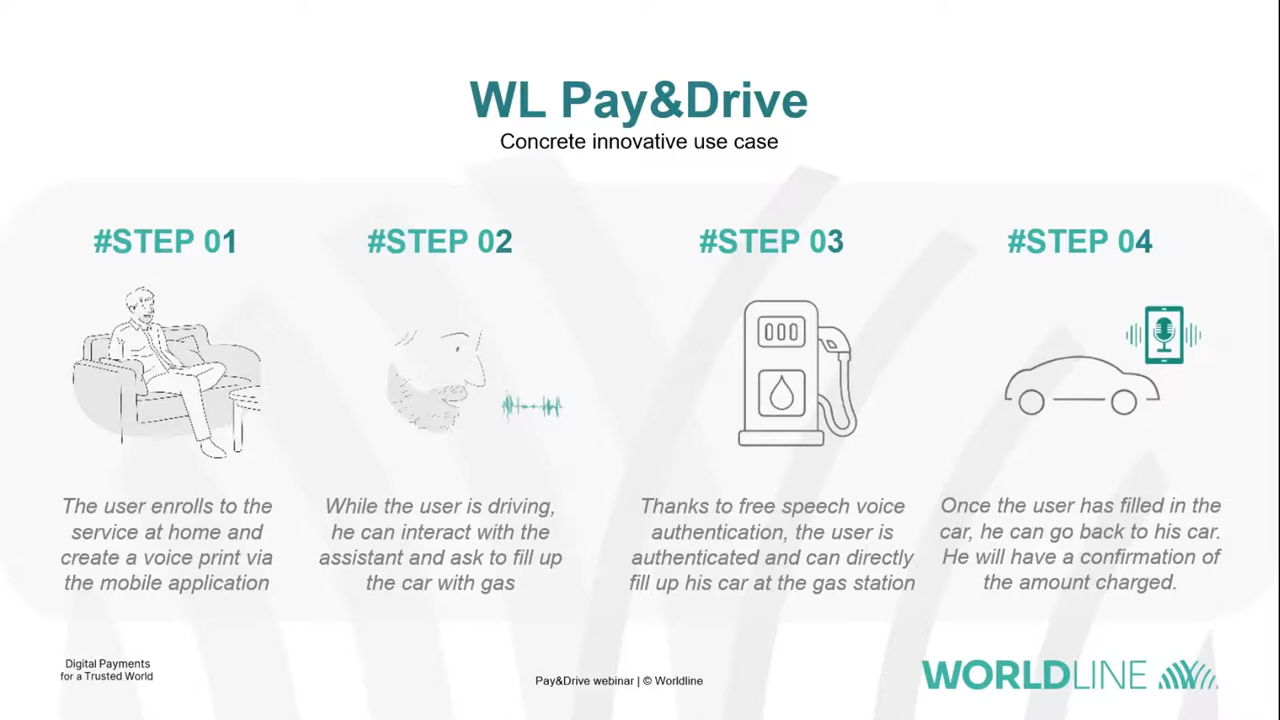 WL Pay&Drive
Concrete innovative use case
#STEP 01
The user enrolls to the
service at home and
create a voice print via
the mobile application
#STEP 02
While the user is driving,
he can interact with the
assistant and ask to fill up
the car with gas
#STEP 03
Thanks to free speech voice
authentication, the user is
authenticated and can directly
fill up his car at the gas station
#STEP 04
Once the user has filled in the
car, he can go back to his car.
He will have a confirmation of
the amount charged.
Digital Payments
for a Trusted World
Pay&Drive webinar | © Worldline
WORLDLINE